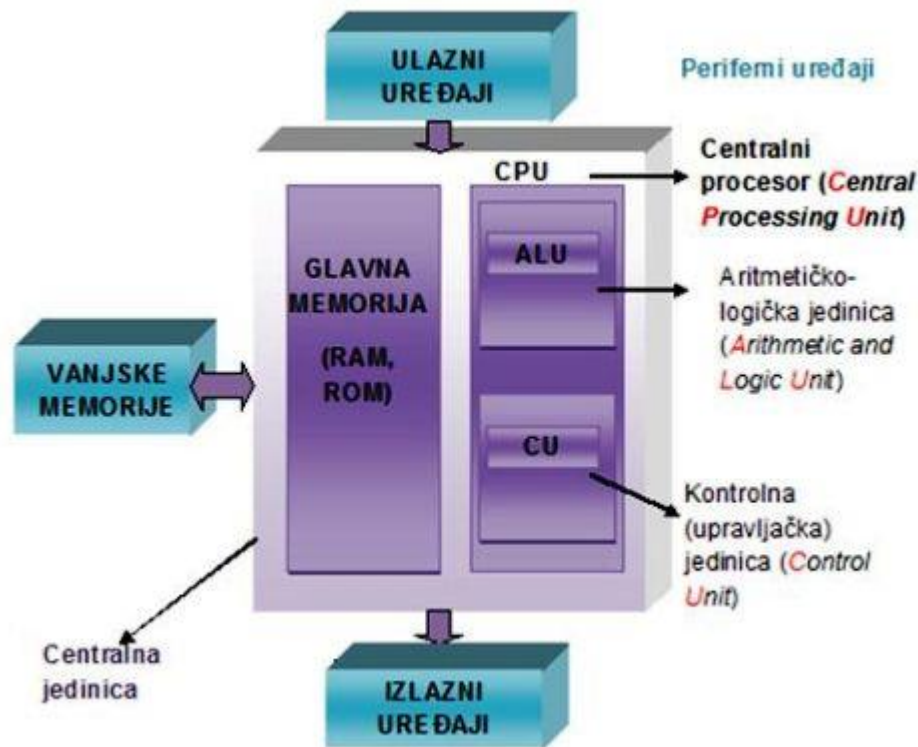 ULAZNI
UREĐAJI
Periferni uređaji
CPU
Centralni
procesor (Central
Processing Unit)
GLAVNA
MEMORIJA
(RAM,
ROM)
ALU
Aritmetičko-
logička jedinica
(Arithmetic and
Logic Unit)
VANJSKE
MEMORIJE
CU
Kontrolna
(upravljačka)
jedinica (Control
Unit)
Centralna
jedinica
IZLAZNI
UREĐAJI